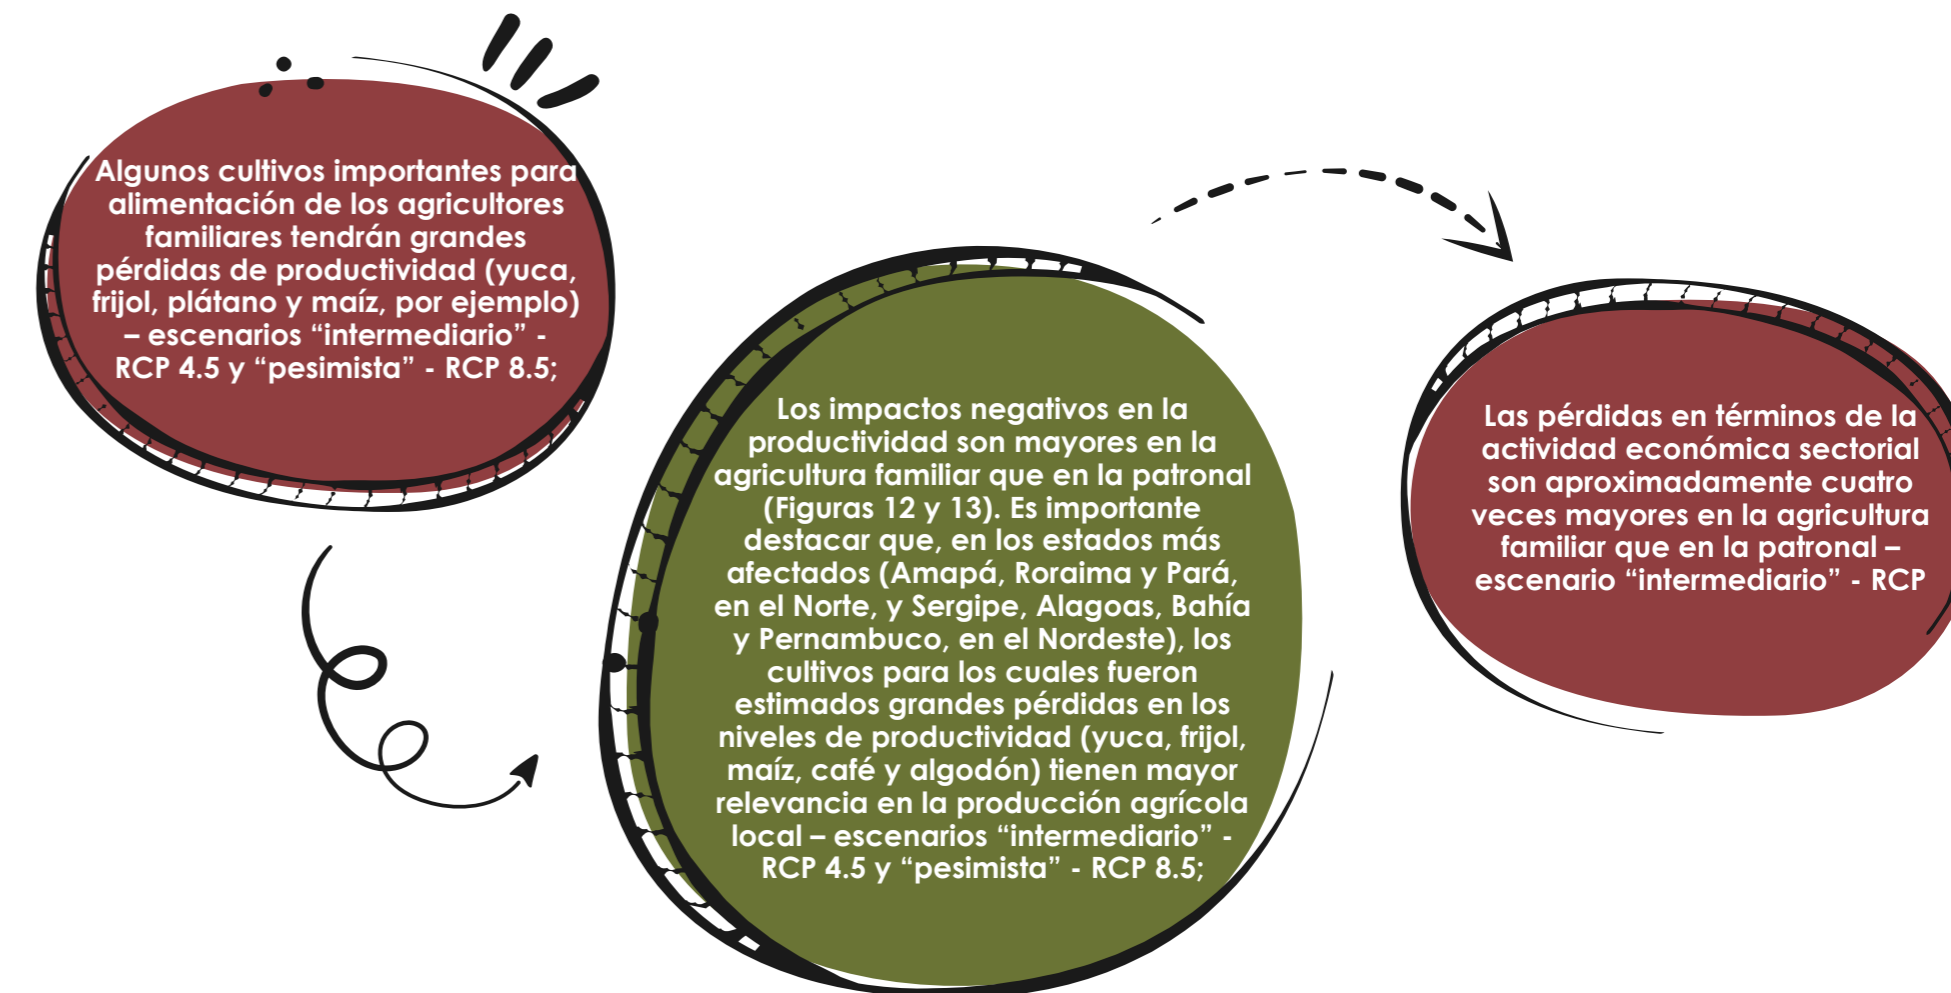 Algunos cultivos importantes para
alimentación de los agricultores
familiares tendrán grandes
pérdidas de productividad (yuca,
frijol, plátano y maíz, por ejemplo)
– escenarios “intermediario” -
RCP 4.5 y “pesimista” - RCP 8.5;
Los impactos negativos en la
productividad son mayores en la
agricultura familiar que en la patronal
(Figuras 12 y 13). Es importante
destacar que, en los estados más
afectados (Amapá, Roraima y Pará,
en el Norte, y Sergipe, Alagoas, Bahía
y Pernambuco, en el Nordeste), los
cultivos para los cuales fueron
estimados grandes pérdidas en los
niveles de productividad (yuca, frijol,
maíz, café y algodón) tienen mayor
relevancia en la producción agrícola
local – escenarios “intermediario” -
RCP 4.5 y “pesimista” - RCP 8.5;
Las pérdidas en términos de la
actividad económica sectorial
son aproximadamente cuatro
veces mayores en la agricultura
familiar que en la patronal –
escenario “intermediario” - RCP